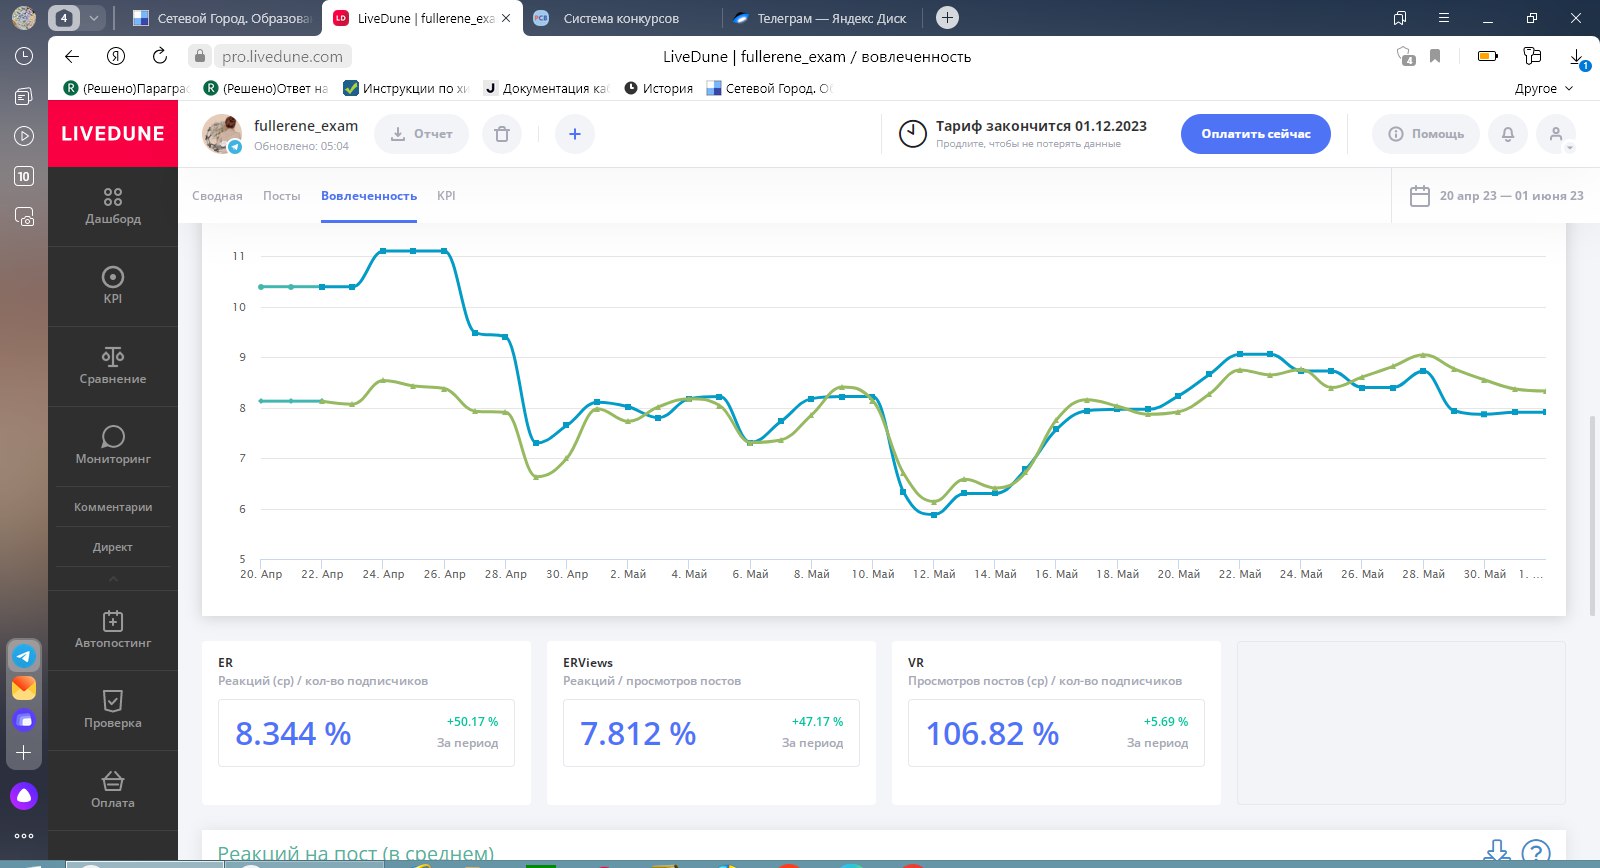 4
Сетевой Город. Образова
LiveDune | fullerene_exa
Система конкурсов
Телеграм — Яндекс Диск
pro.livedune.com
LiveDune | fullerene_exam / вовлеченность
4
1
(Решено)Парагра
(Решено)Ответ на
Инструкции по хи
Документация ка
История
Сетевой Город. О
Другое
LIVEDUNE
fullerene_exam
Обновлено: 05:04
Отчет
Тариф закончится 01.12.2023
Продлите, чтобы не потерять данные
Оплатить сейчас
Помощь
10
Сводная
Посты
Вовлеченность
KPI
20 апр 23 — 01 июня 23
Дашборд
KPI
Сравнение
Мониторинг
Комментарии
Директ
Автопостинг
Проверка
Оплата
11
10
9
8
7
6
5
20. Апр 22. Апр 24. Апр 26. Апр 28. Апр 30. Апр 2. Май 4. Май 6. Май 8. Май 10. Май 12. Май 14. Май 16. Май 18. Май 20. Май 22. Май 24. Май 26. Май 28. Май 30. Май 1. ...
ER
Реакций (ср) / кол-во подписчиков
8.344 %
+50.17 %
За период
ERViews
Реакций / просмотров постов
7.812 %
+47.17 %
За период
VR
Просмотров постов (ср) / кол-во подписчиков
106.82 %
+5.69 %
За период
Реакций на пост (в среднем)